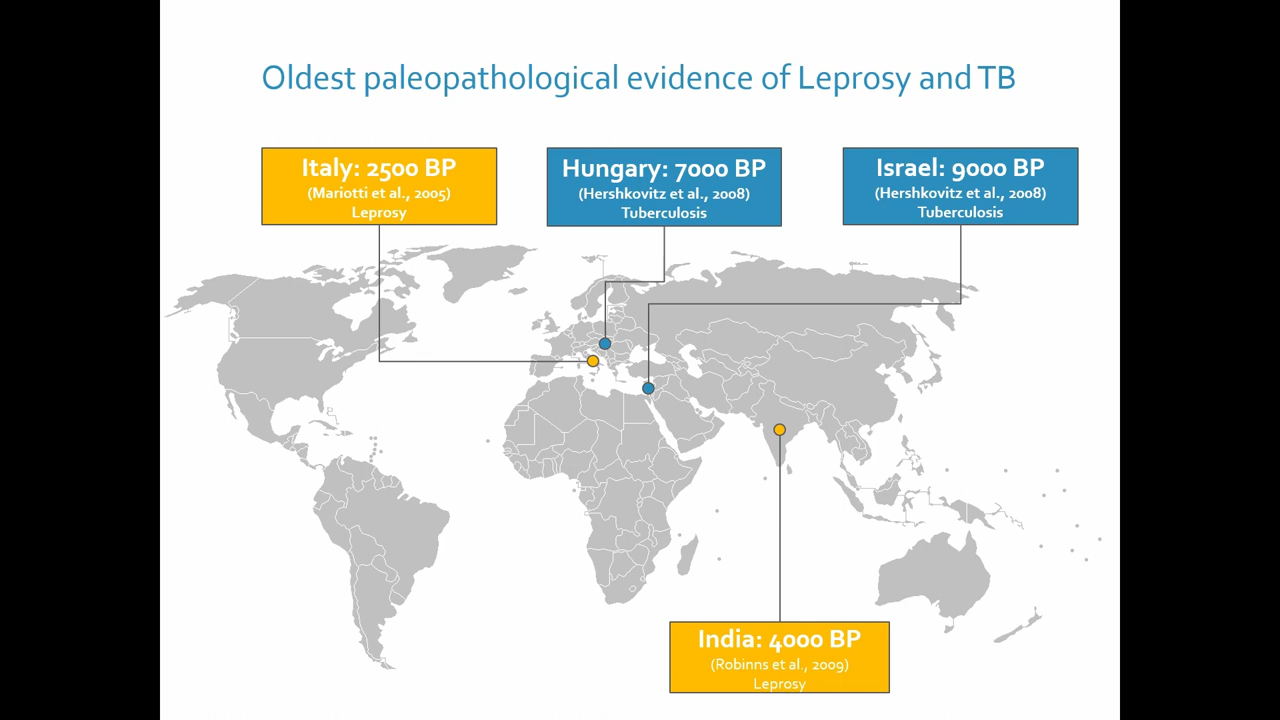 Oldest paleopathological evidence of Leprosy and TB
Italy: 2500 BP
(Mariotti et al., 2005)
Leprosy
Hungary: 7000 BP
(Hershkovitz et al., 2008)
Tuberculosis
Israel: 9000 BP
(Hershkovitz et al., 2008)
Tuberculosis
India: 4000 BP
(Robinns et al., 2009)
Leprosy